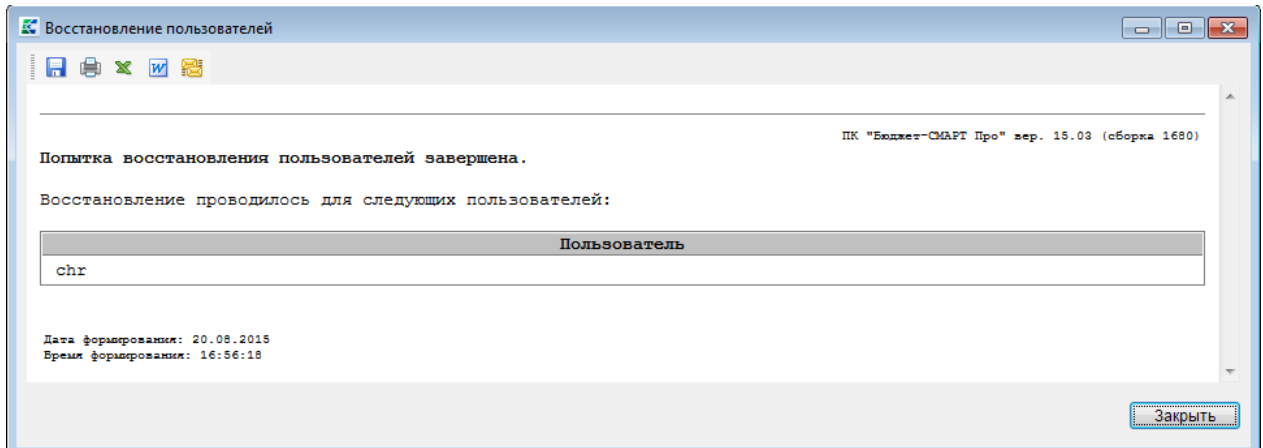 Восстановление пользователей
ПК "Бюджет-СМАРТ Про" вер. 15.03 (сборка 1680)
Попытка восстановления пользователей завершена.
Восстановление проводилось для следующих пользователей:
Пользователь
chr
Дата формирования: 20.08.2015
Время формирования: 16:56:18
Закрыть